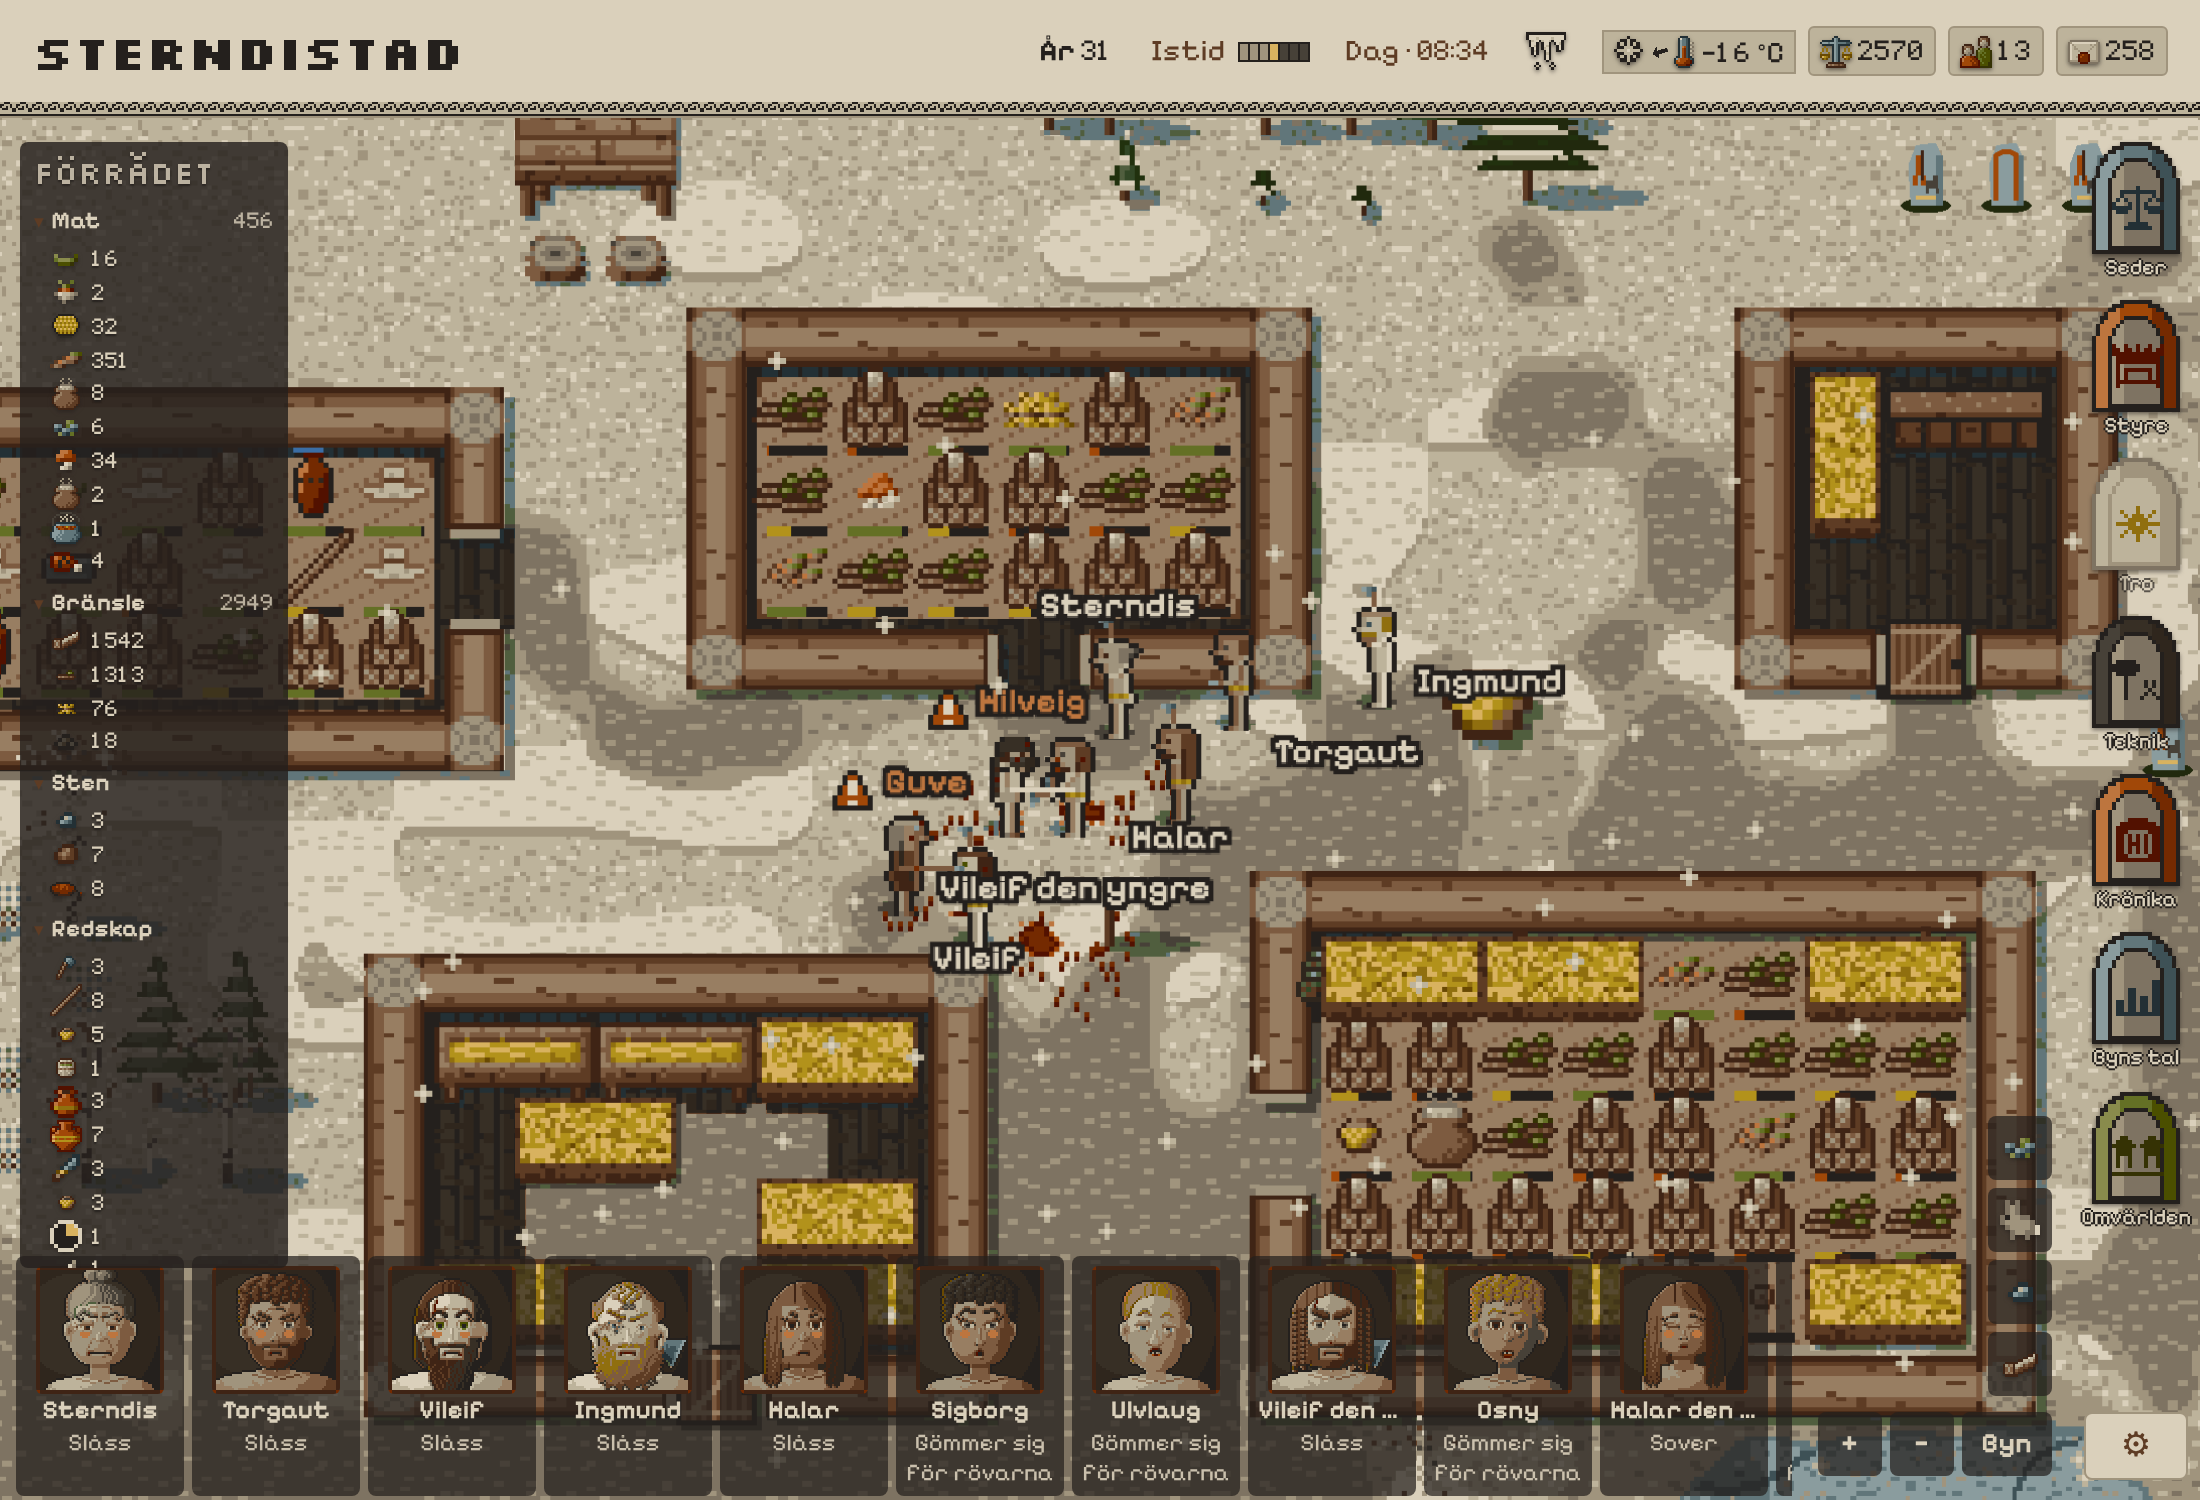 STERNDISTAD
År 31
Istid
Dag · 08:34
-16 °C
2570
13
258
FÖRRÅDET
Mat 456
16
2
32
351
8
6
34
2
1
4
Bränsle 2949
1542
1313
76
18
Sten
3
7
8
Redskap
3
8
5
1
3
7
3
3
1
Sterndis
Hilveig
Ingmund
Torgaut
Guve
Halar
Vileif den yngre
Vileif
Seder
Styre
Tro
Teknik
Krönika
Byns tal
Omvärlden
Sterndis
Slåss
Torgaut
Slåss
Vileif
Slåss
Ingmund
Slåss
Halar
Slåss
Sigborg
Gömmer sig
för rövarna
Ulvlaug
Gömmer sig
för rövarna
Vileif den ...
Slåss
Osny
Gömmer sig
för rövarna
Halar den ...
Sover
+
-
Byn